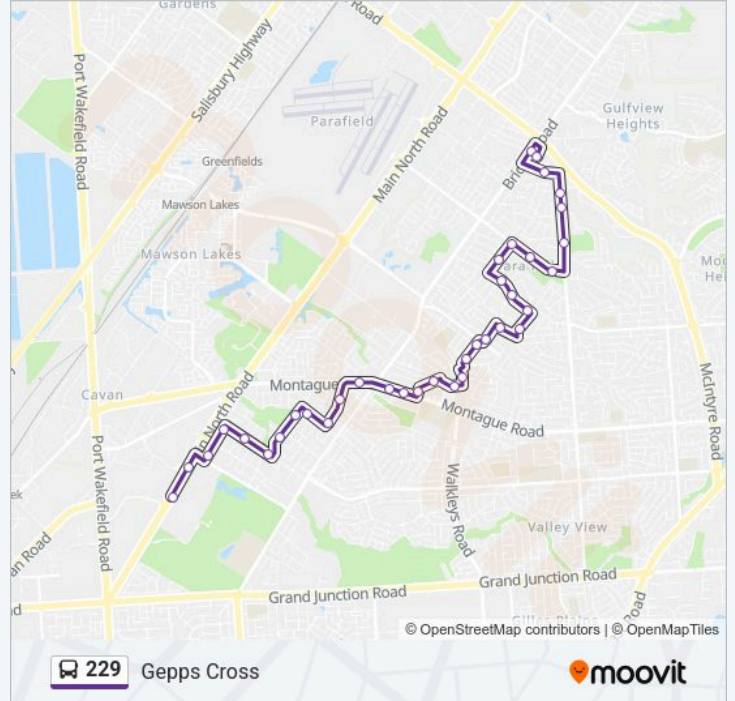 Gardens
Road
Port Wakefield Road
Salisbury Highway
Parafield
Main North Road
Gulfview
Heights
Greenfields
Mawson Lakes
Mawson Lakes
Cavan
Montague
Montague Road
McIntyre Road
Port Wakefield Road
Walkleys Road
Valley View
Grand Junction Road
Grand Junction Road
Road
© OpenStreetMap contributors | © OpenMapTiles
229 Gepps Cross
moovit